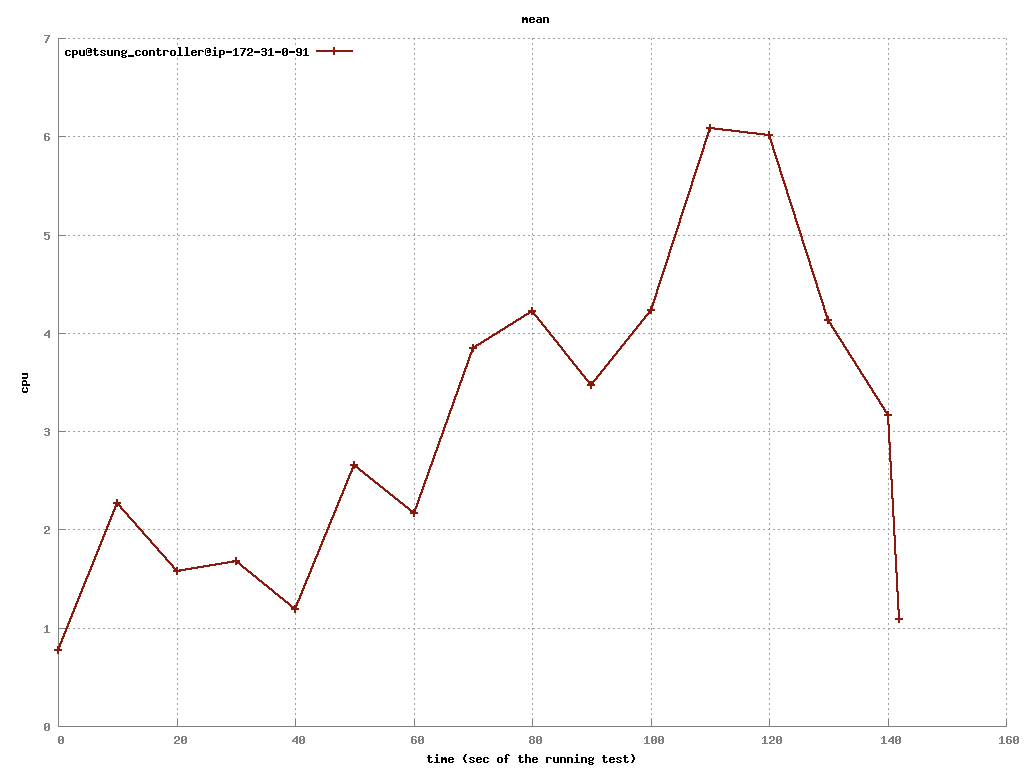 mean
7
cpu@tsung_controller@ip-172-31-0-91
6
5
4
cpu
3
2
1
0
0 20 40 60 80 100 120 140 160
time (sec of the running test)